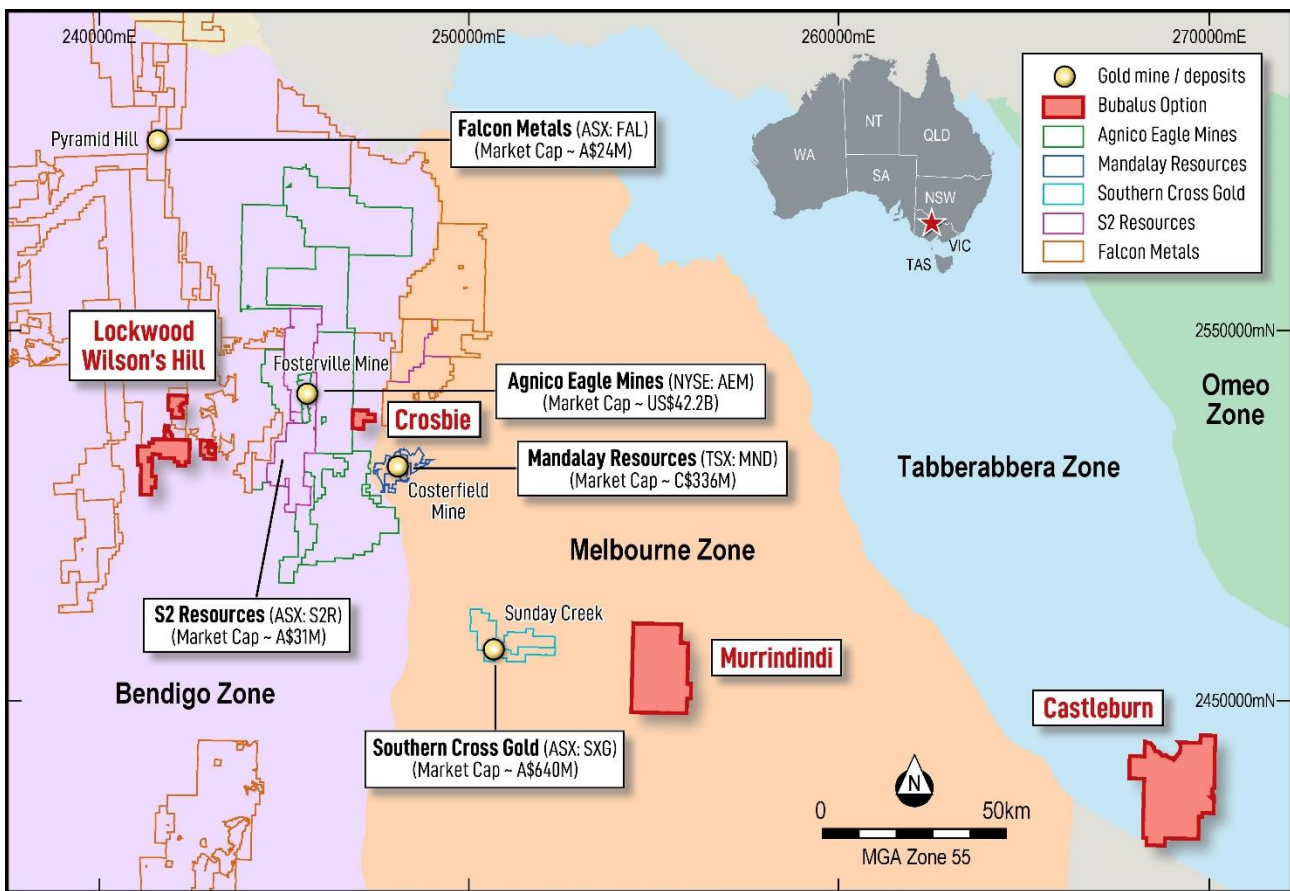 240000mE
250000mE
260000mE
270000mE
Pyramid Hill
Falcon Metals (ASX: FAL)
(Market Cap ~ A$24M)
WA
NT
QLD
SA
NSW
VIC
TAS
Gold mine / deposits
Bubalus Option
Agnico Eagle Mines
Mandalay Resources
Southern Cross Gold
S2 Resources
Falcon Metals
2550000mN
Lockwood
Wilson's Hill
Fosterville Mine
Agnico Eagle Mines (NYSE: AEM)
(Market Cap ~ US$42.2B)
Crosbie
Omeo
Zone
Mandalay Resources (TSX: MND)
(Market Cap ~ C$336M)
Costerfield
Mine
Tabberabbera Zone
Melbourne Zone
S2 Resources (ASX: S2R)
(Market Cap ~ A$31M)
Sunday Creek
Murrindindi
Bendigo Zone
2450000mN
Castleburn
Southern Cross Gold (ASX: SXG)
(Market Cap ~ A$640M)
N
0
50km
MGA Zone 55